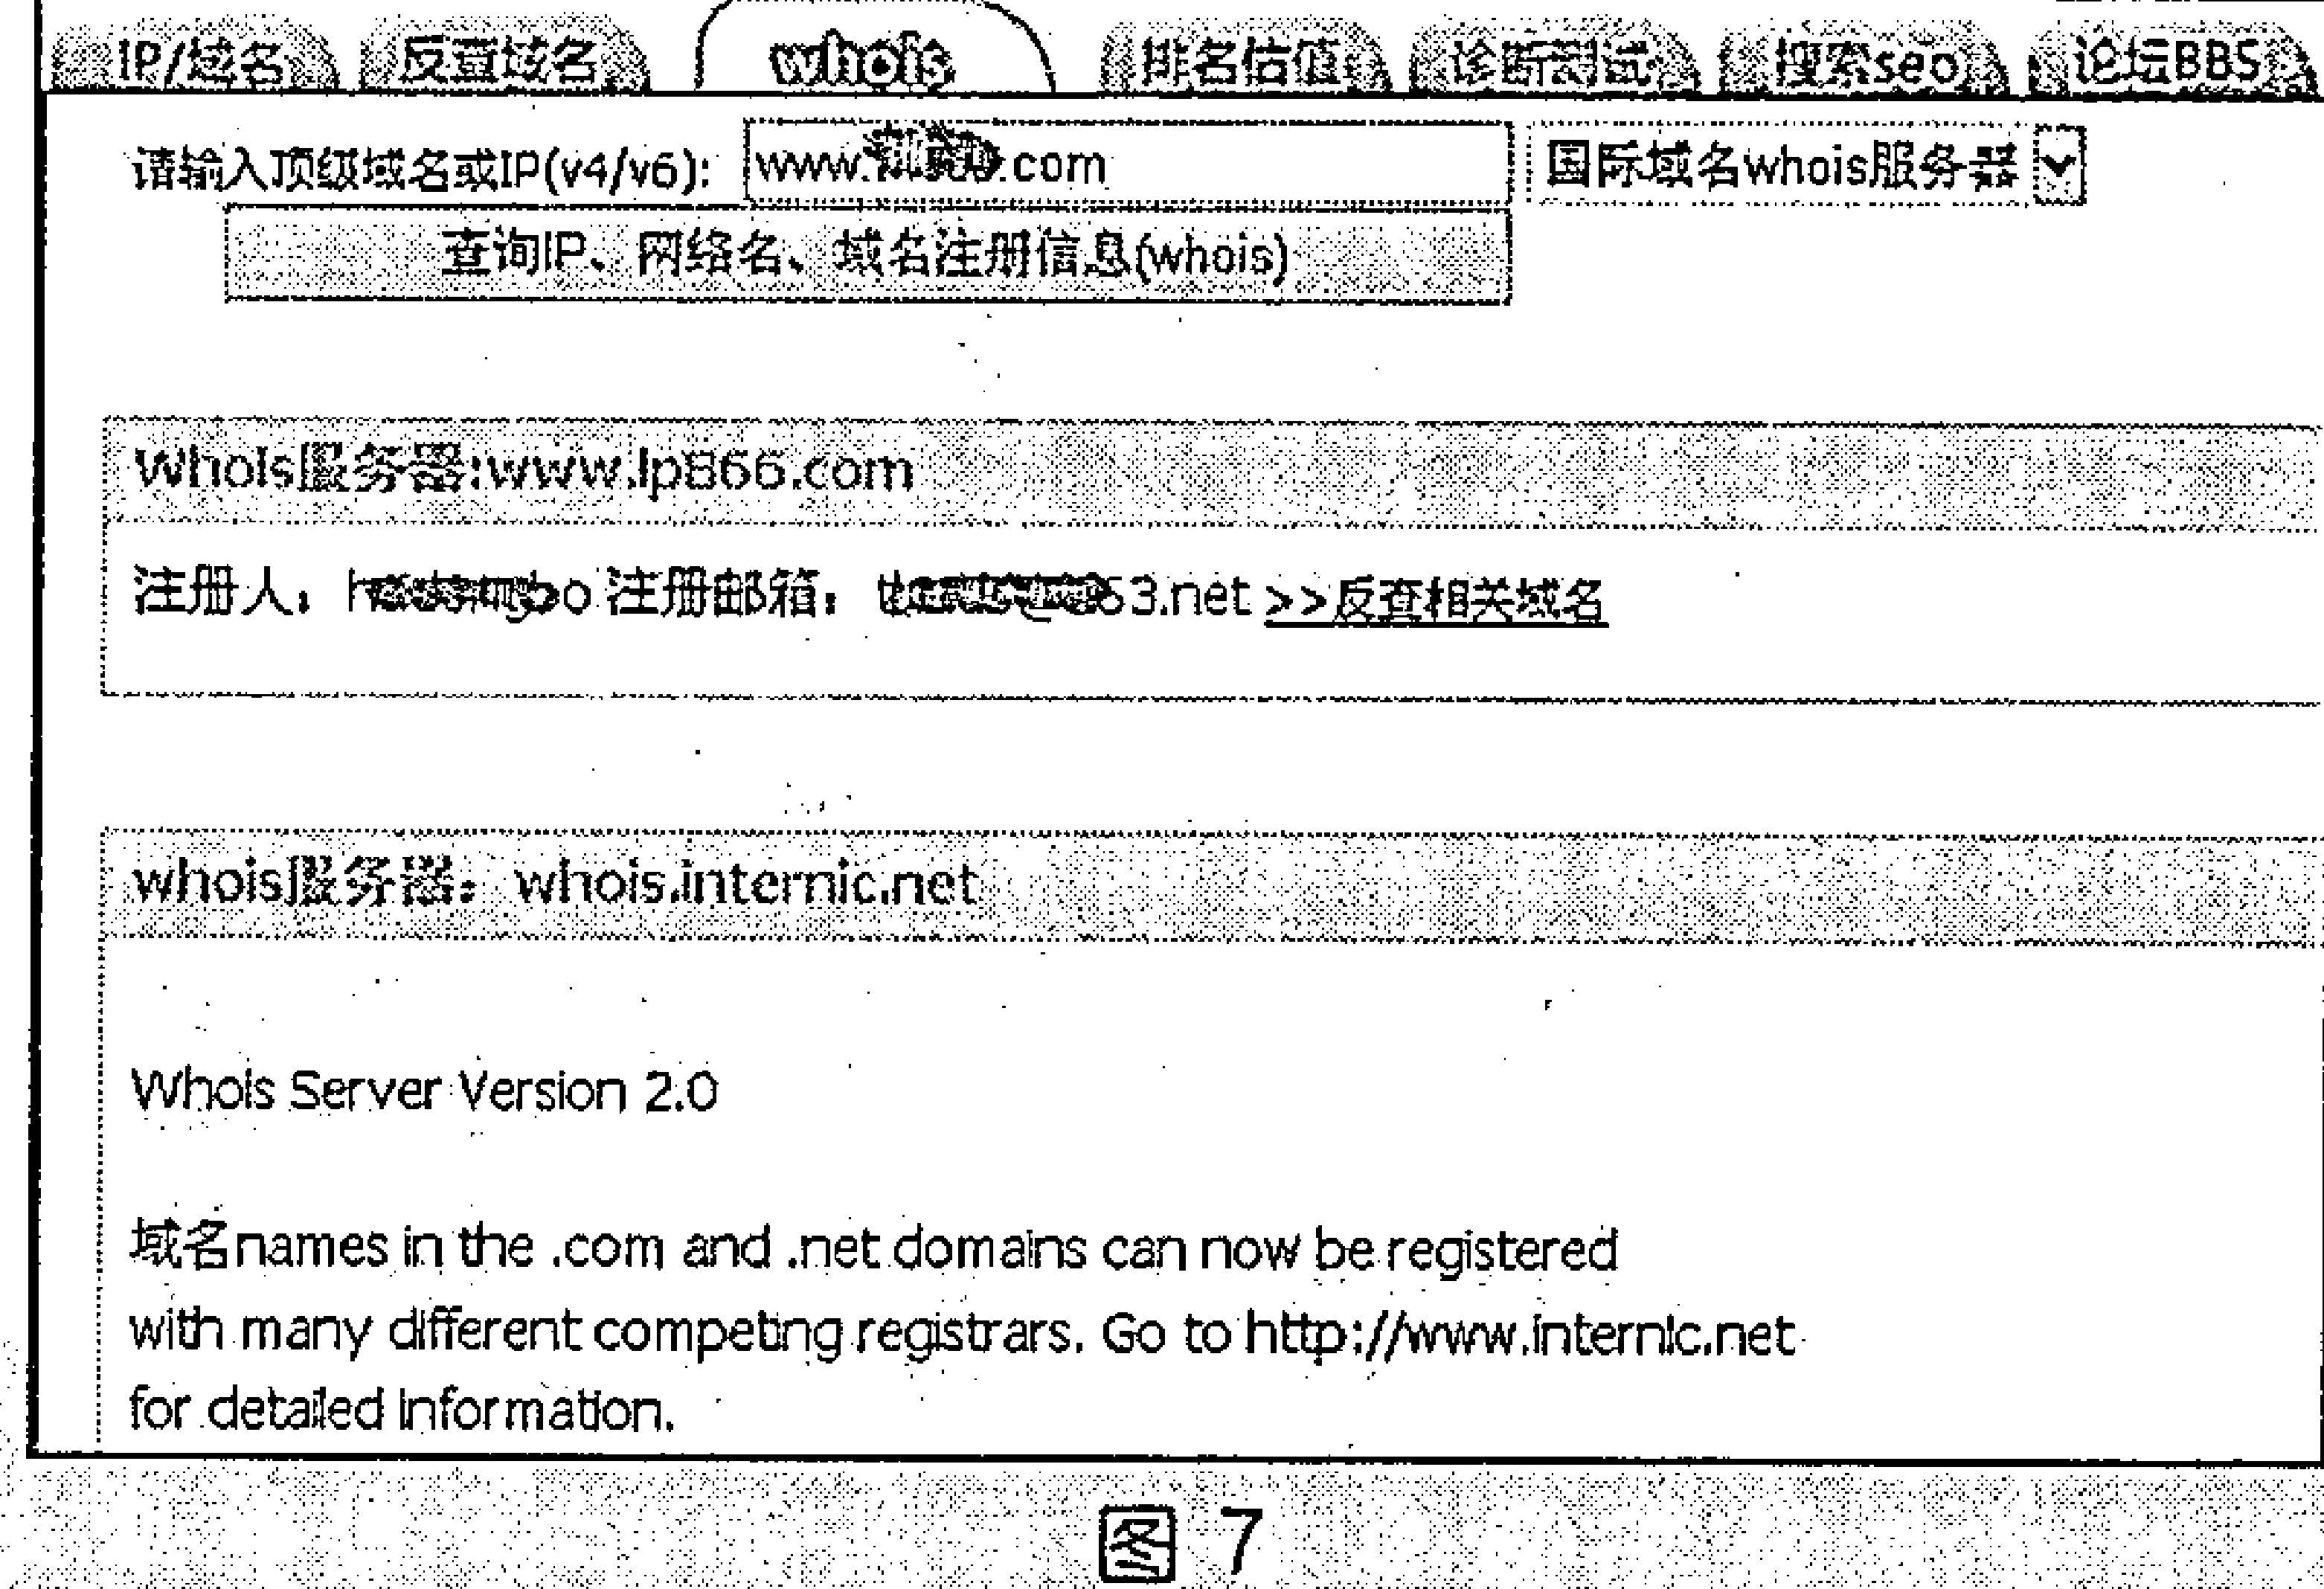 IP/域名 反查域名 whois 排名估值 诊断测试 搜索seo 论坛BBS
请输入顶级域名或IP(v4/v6): www. .com 国际域名whois服务器
查询IP、网络名、域名注册信息(whois)
WhoIs服务器:www.lp866.com
注册人: 注册邮箱: 63.net >>反查相关域名
whois服务器: whois.internic.net
Whois Server Version 2.0
域名names in the .com and .net domains can now be registered
with many different competing registrars. Go to http://www.internic.net
for detailed information.
图 7